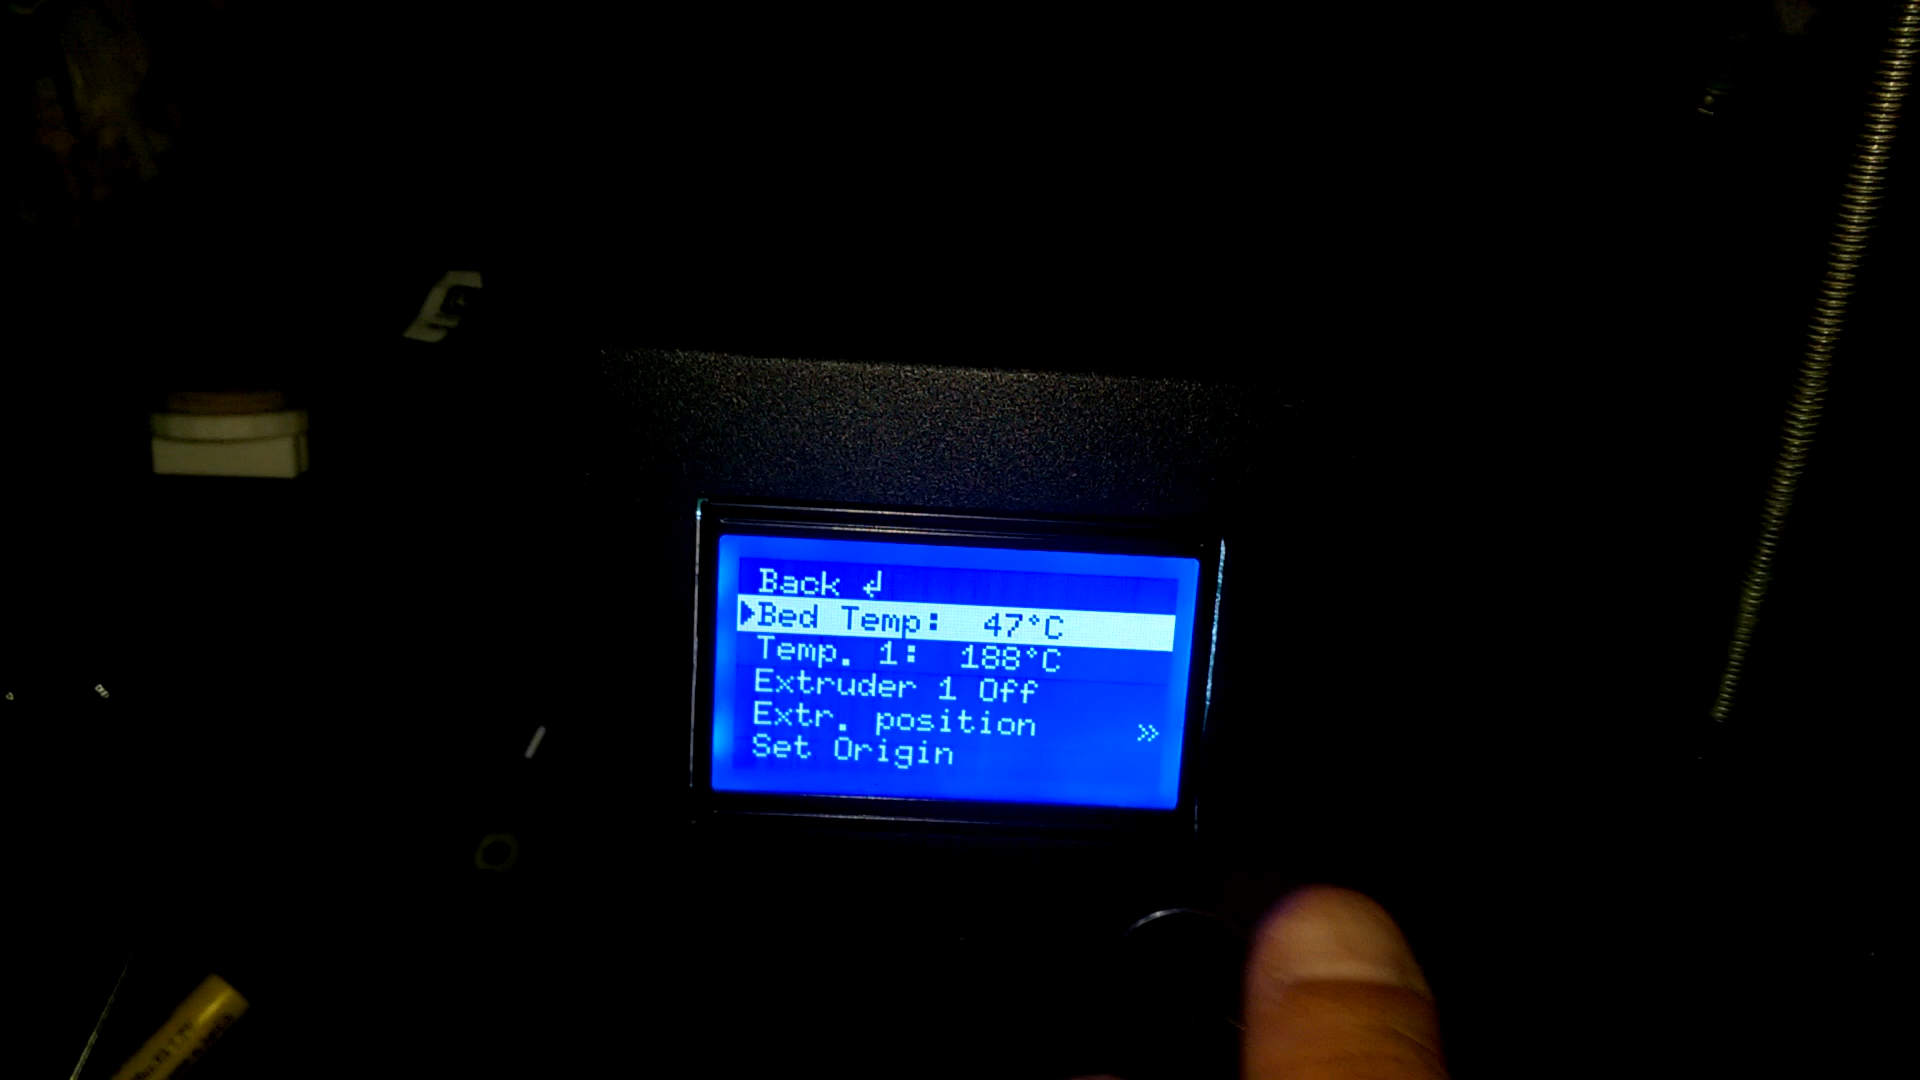 Back ↲
Bed Temp: 47°C
Temp. 1: 188°C
Extruder 1 Off
Extr. position »
Set Origin